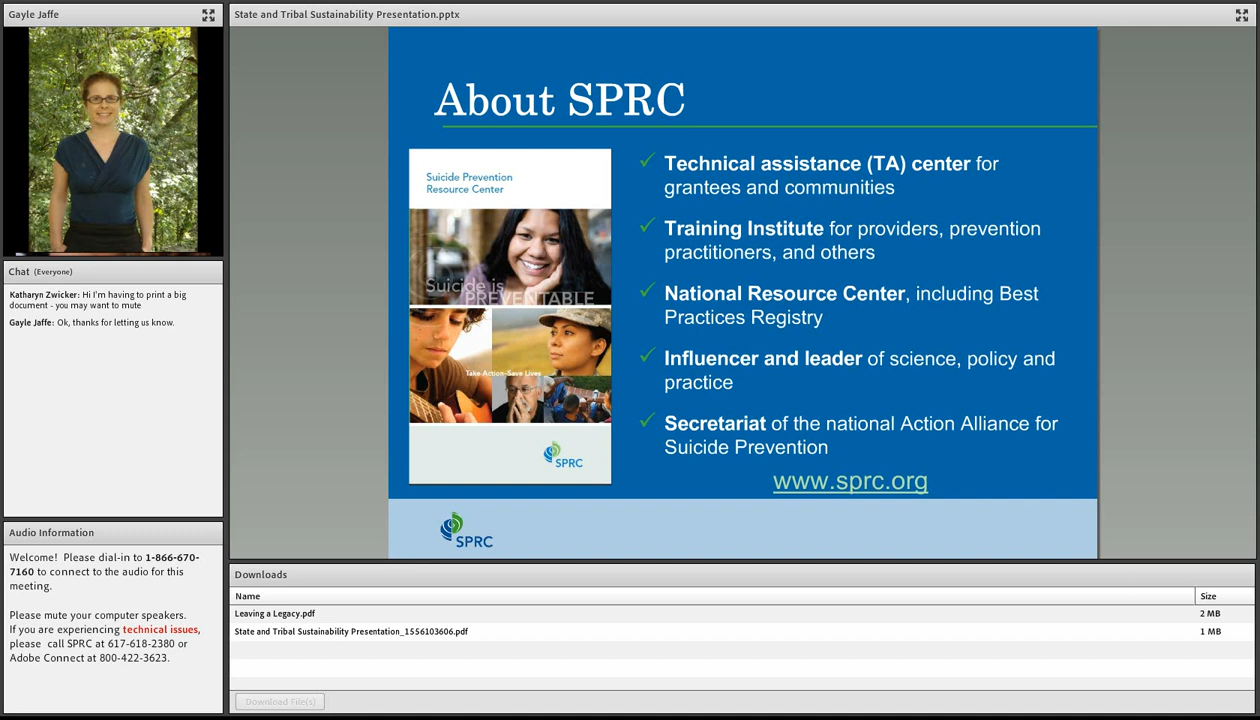 Gayle Jaffe
State and Tribal Sustainability Presentation.pptx
About SPRC
Suicide Prevention
Resource Center
Suicide is
PREVENTABLE
Take Action-Save Lives
SPRC
✓ Technical assistance (TA) center for
grantees and communities
✓ Training Institute for providers, prevention
practitioners, and others
✓ National Resource Center, including Best
Practices Registry
✓ Influencer and leader of science, policy and
practice
✓ Secretariat of the national Action Alliance for
Suicide Prevention
www.sprc.org
SPRC
Chat (Everyone)
Katharyn Zwicker: Hi I'm having to print a big
document - you may want to mute
Gayle Jaffe: Ok, thanks for letting us know.
Audio Information
Welcome! Please dial-in to 1-866-670-
7160 to connect to the audio for this
meeting.
Please mute your computer speakers.
If you are experiencing technical issues,
please call SPRC at 617-618-2380 or
Adobe Connect at 800-422-3623.
Downloads
Name Size
Leaving a Legacy.pdf 2 MB
State and Tribal Sustainability Presentation_1556103606.pdf 1 MB
Download File(s)